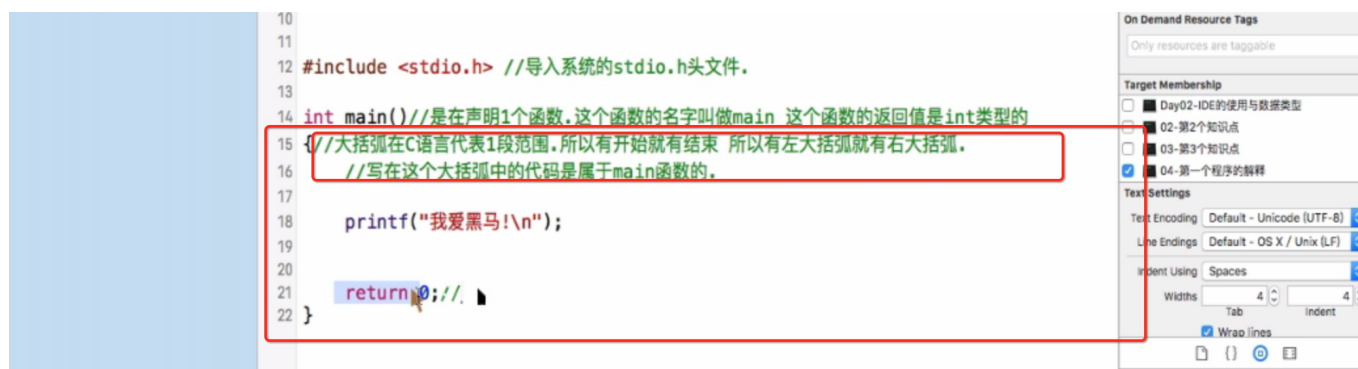 10
11
12 #include <stdio.h> //导入系统的stdio.h头文件.
13
14 int main()//是在声明1个函数.这个函数的名字叫做main 这个函数的返回值是int类型的
15 {//大括弧在C语言代表1段范围.所以有开始就有结束 所以有左大括弧就有右大括弧.
16 //写在这个大括弧中的代码是属于main函数的.
17
18 printf("我爱黑马!\n");
19
20
21 return 0;//.
22 }
On Demand Resource Tags
Only resources are taggable
Target Membership
Day02-IDE的使用与数据类型
02-第2个知识点
03-第3个知识点
04-第一个程序的解释
Text Settings
Text Encoding Default - Unicode (UTF-8)
Line Endings Default - OS X / Unix (LF)
Indent Using Spaces
Widths 4 4
Tab Indent
Wrap lines